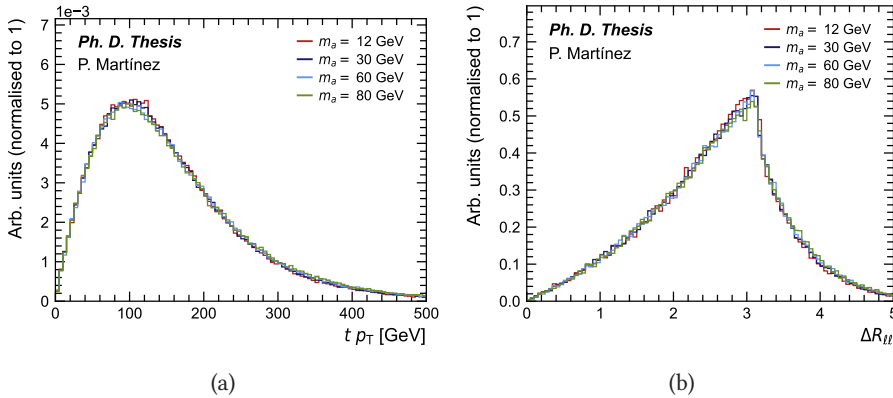 1e−3
Ph. D. Thesis
P. Martínez
m_a = 12 GeV
m_a = 30 GeV
m_a = 60 GeV
m_a = 80 GeV
Arb. units (normalised to 1)
7
6
5
4
3
2
1
0
0 100 200 300 400 500
t p_T [GeV]
(a)
Ph. D. Thesis
P. Martínez
m_a = 12 GeV
m_a = 30 GeV
m_a = 60 GeV
m_a = 80 GeV
Arb. units (normalised to 1)
0.7
0.6
0.5
0.4
0.3
0.2
0.1
0.0
0 1 2 3 4 5
ΔR_ℓℓ
(b)